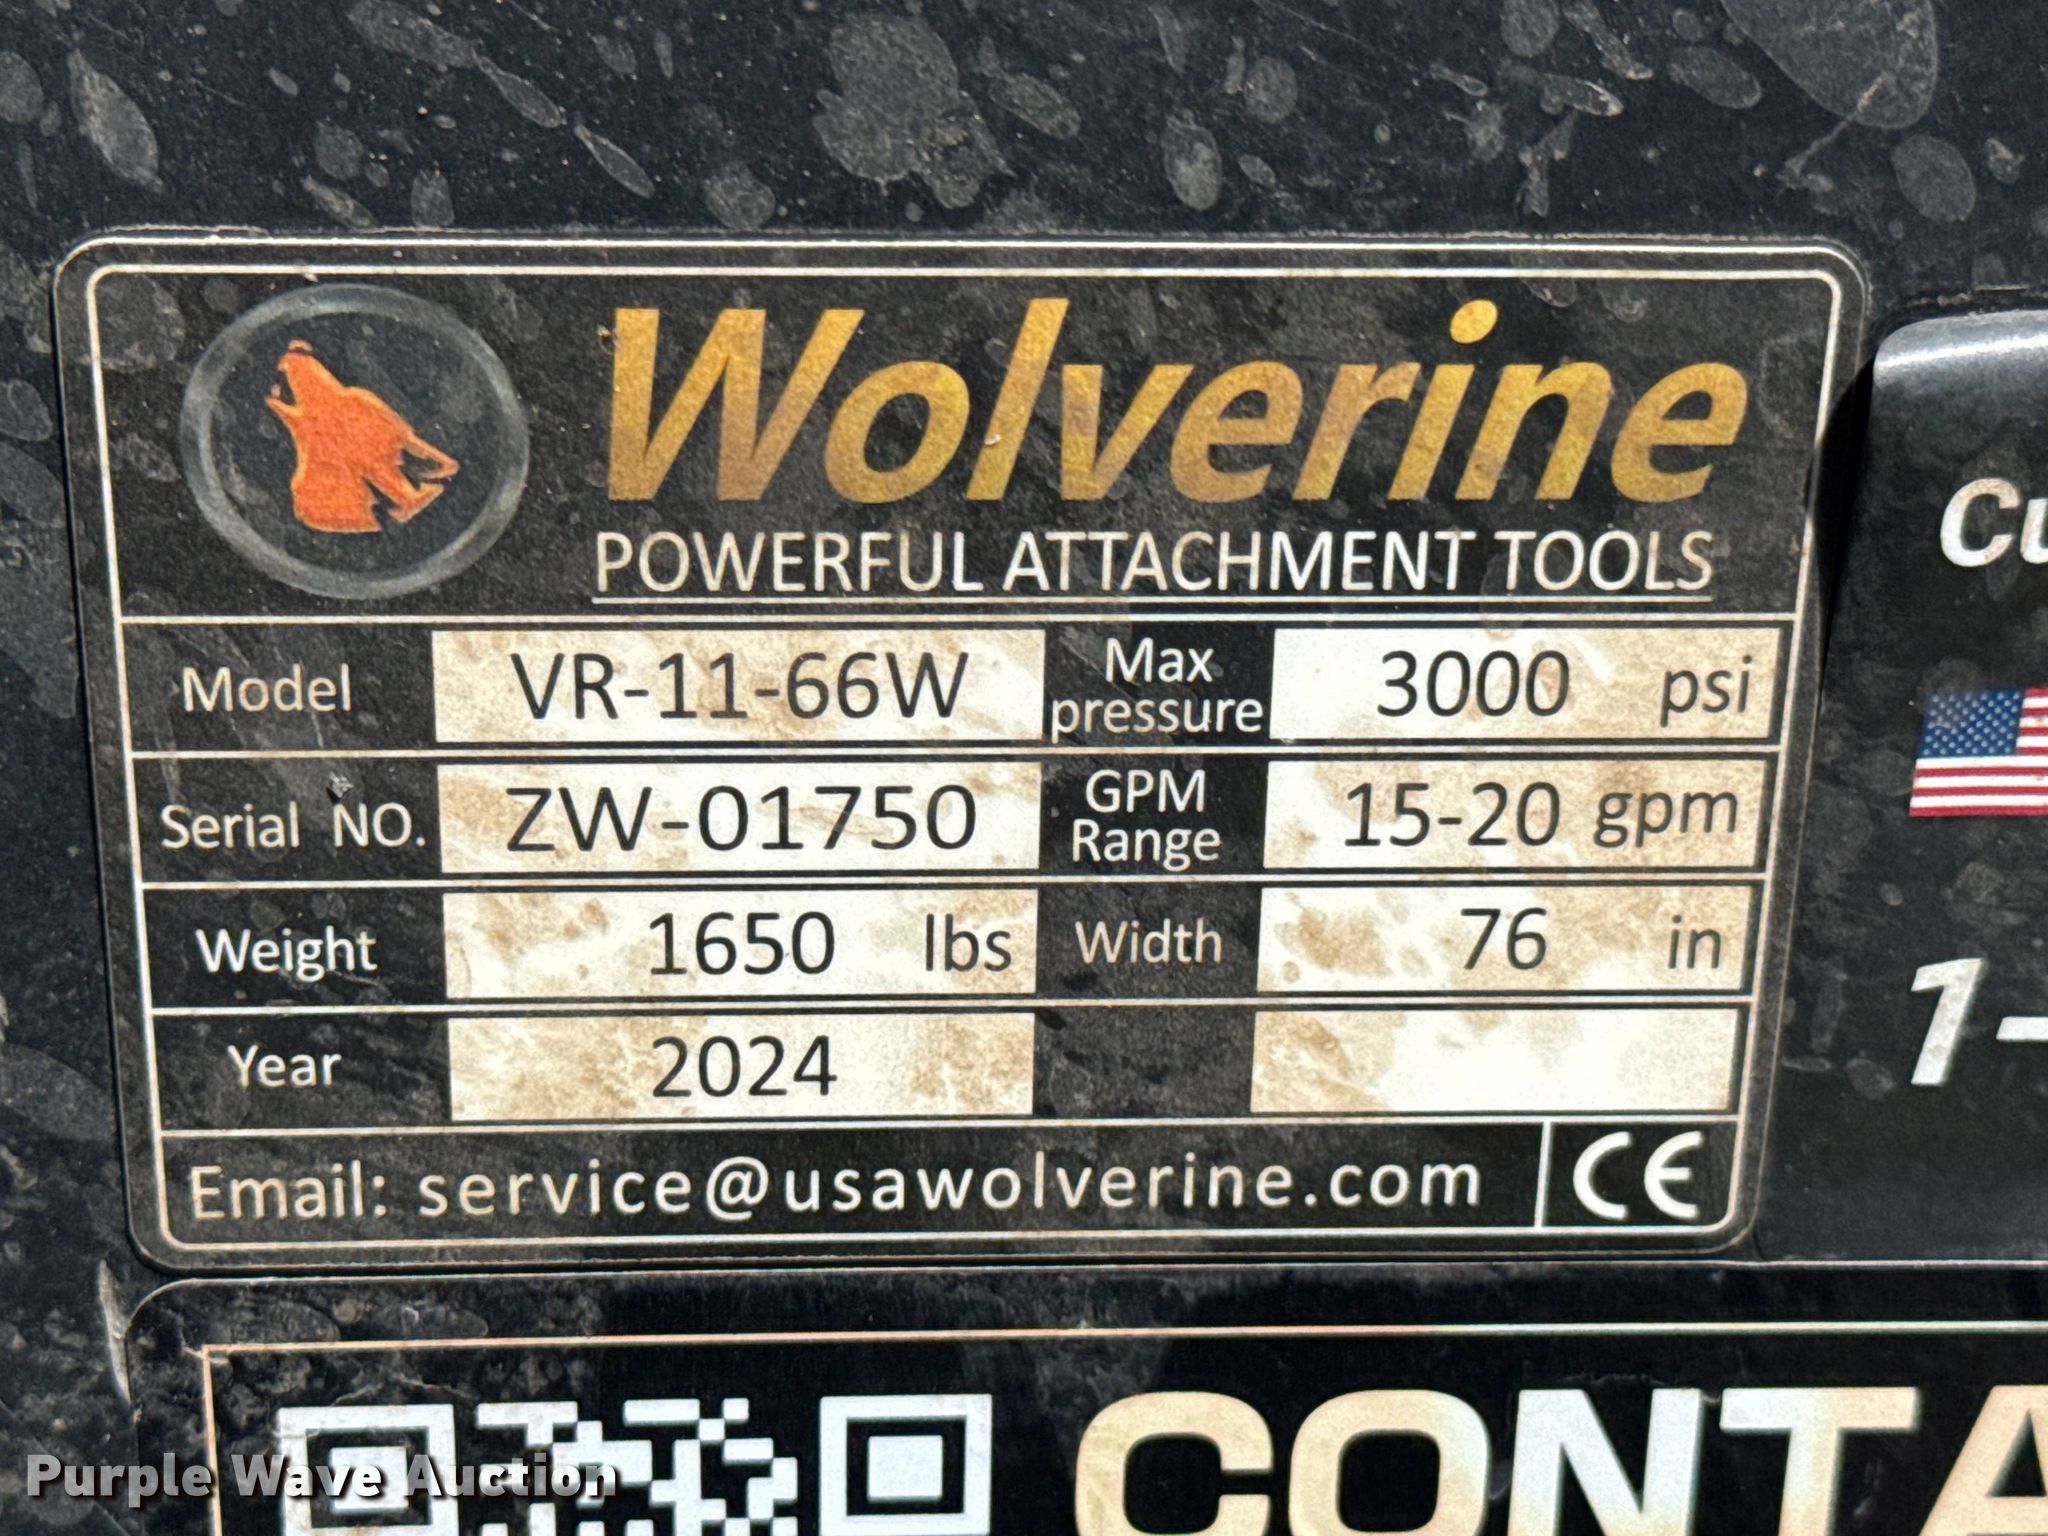 Wolverine
POWERFUL ATTACHMENT TOOLS
Model VR-11-66W Max pressure 3000 psi
Serial NO. ZW-01750 GPM Range 15-20 gpm
Weight 1650 lbs Width 76 in
Year 2024
Email: service@usawolverine.com CE
Cu
1-
CONTA
Purple Wave Auction